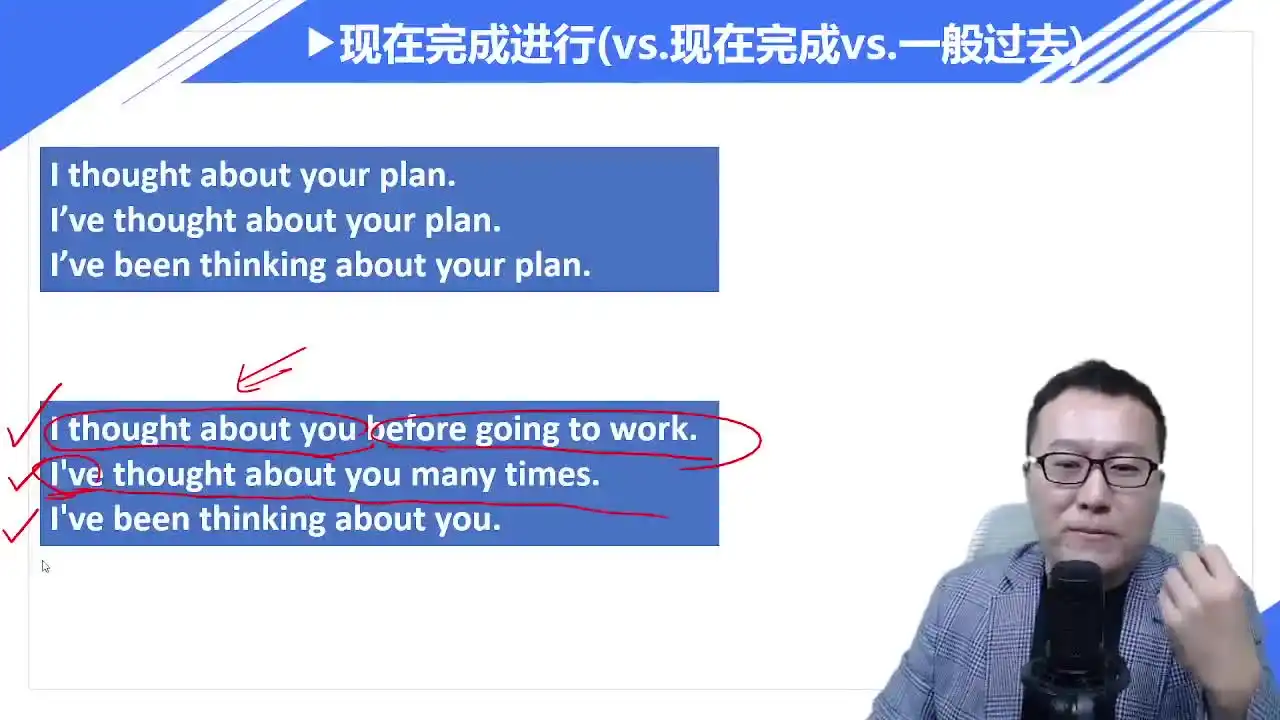 ▶现在完成进行(vs.现在完成vs.一般过去)
I thought about your plan.
I’ve thought about your plan.
I’ve been thinking about your plan.
I thought about you before going to work.
I've thought about you many times.
I've been thinking about you.